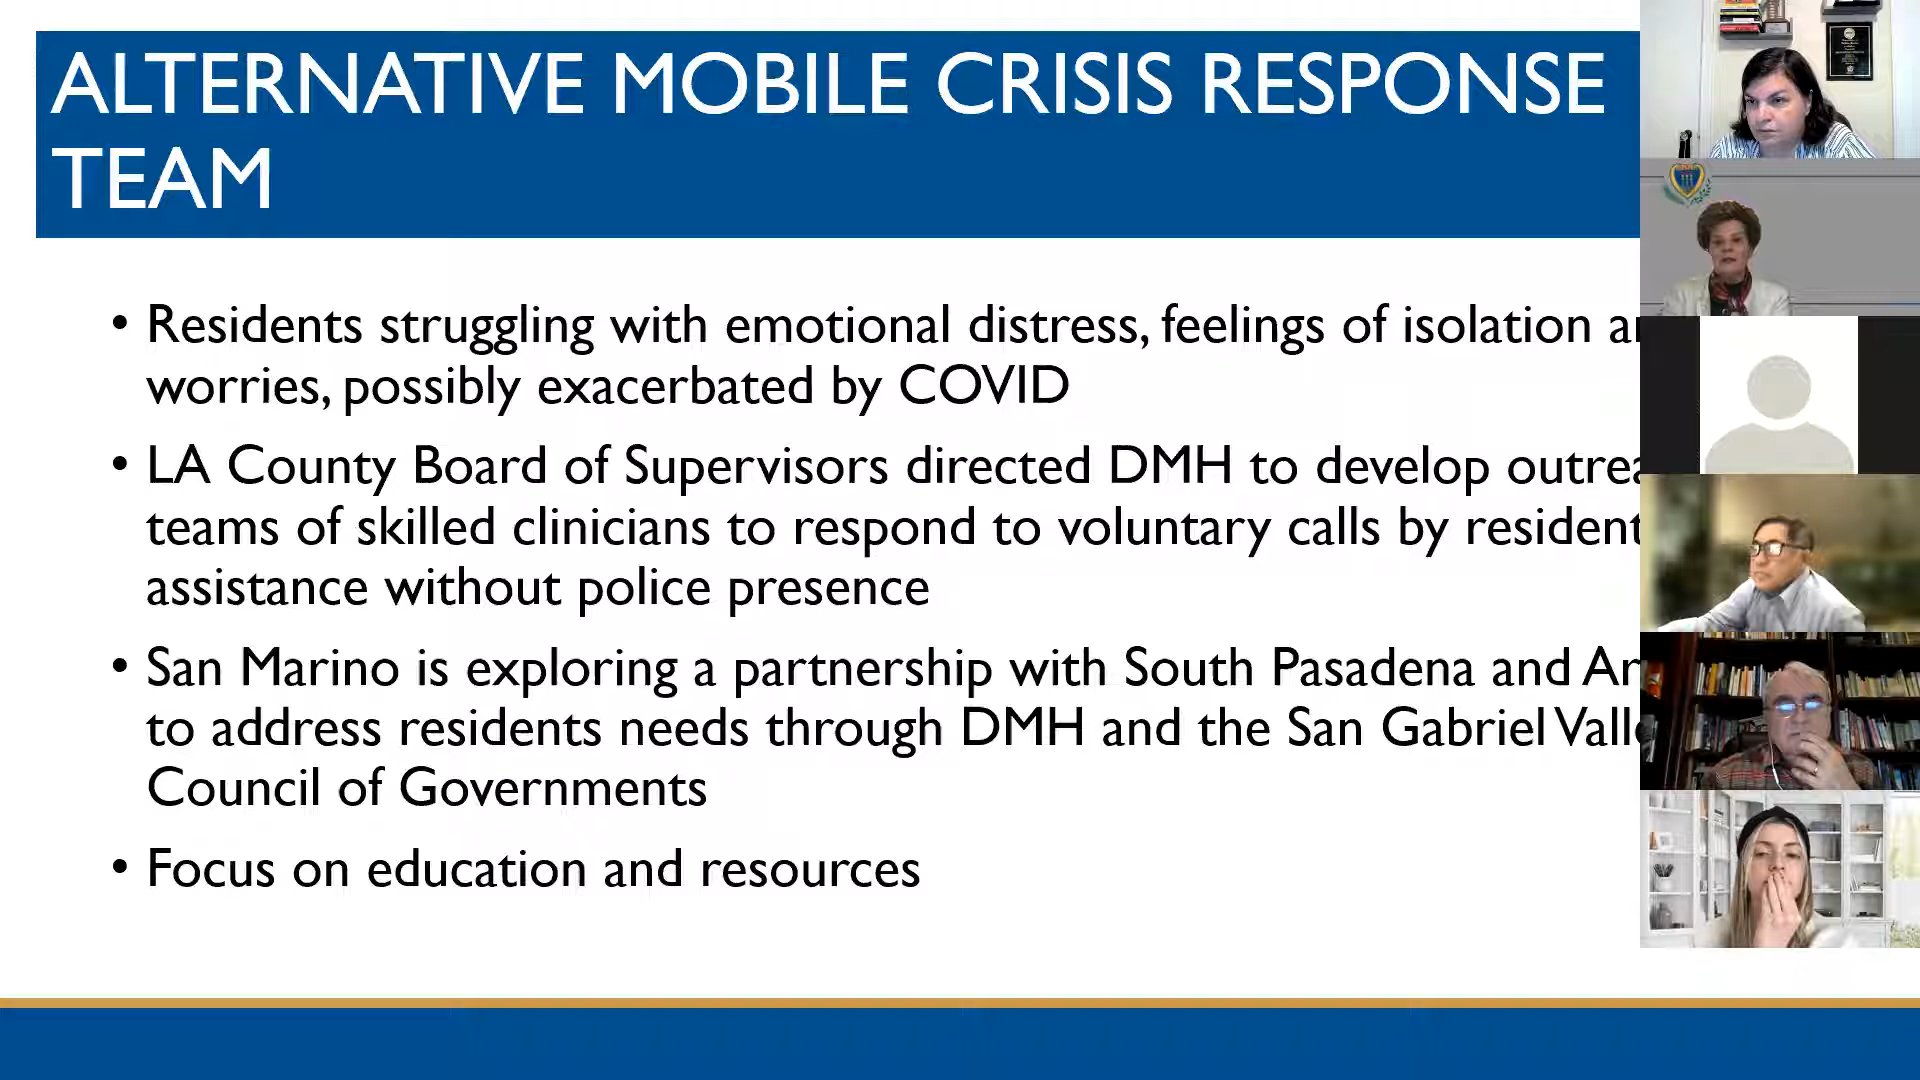 ALTERNATIVE MOBILE CRISIS RESPONSE
TEAM
• Residents struggling with emotional distress, feelings of isolation
worries, possibly exacerbated by COVID
• LA County Board of Supervisors directed DMH to develop
teams of skilled clinicians to respond to voluntary calls by
assistance without police presence
• San Marino is exploring a partnership with South Pasadena and
to address residents needs through DMH and the San Gabriel
Council of Governments
• Focus on education and resources